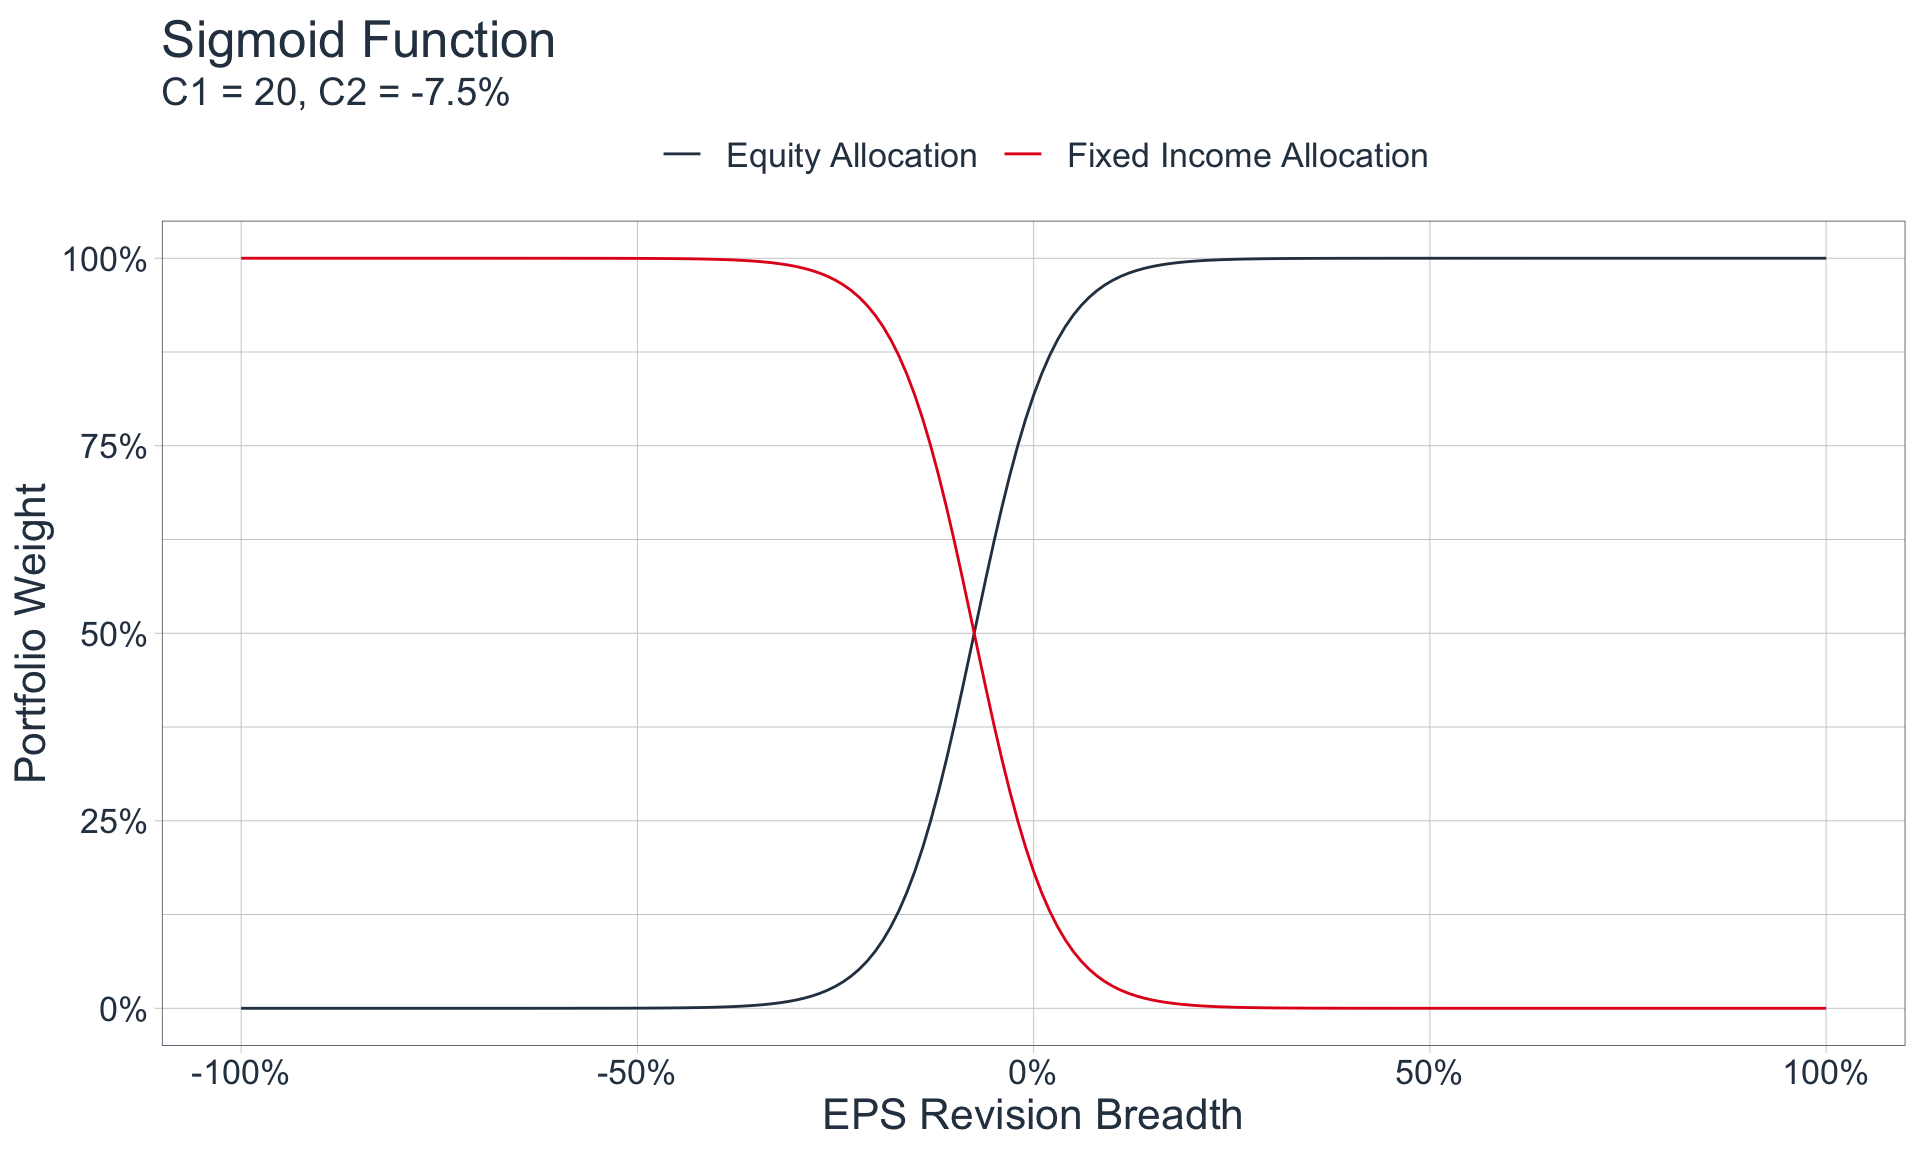 Sigmoid Function
C1 = 20, C2 = -7.5%
Equity Allocation
Fixed Income Allocation
Portfolio Weight
100%
75%
50%
25%
0%
-100%
-50%
0%
50%
100%
EPS Revision Breadth